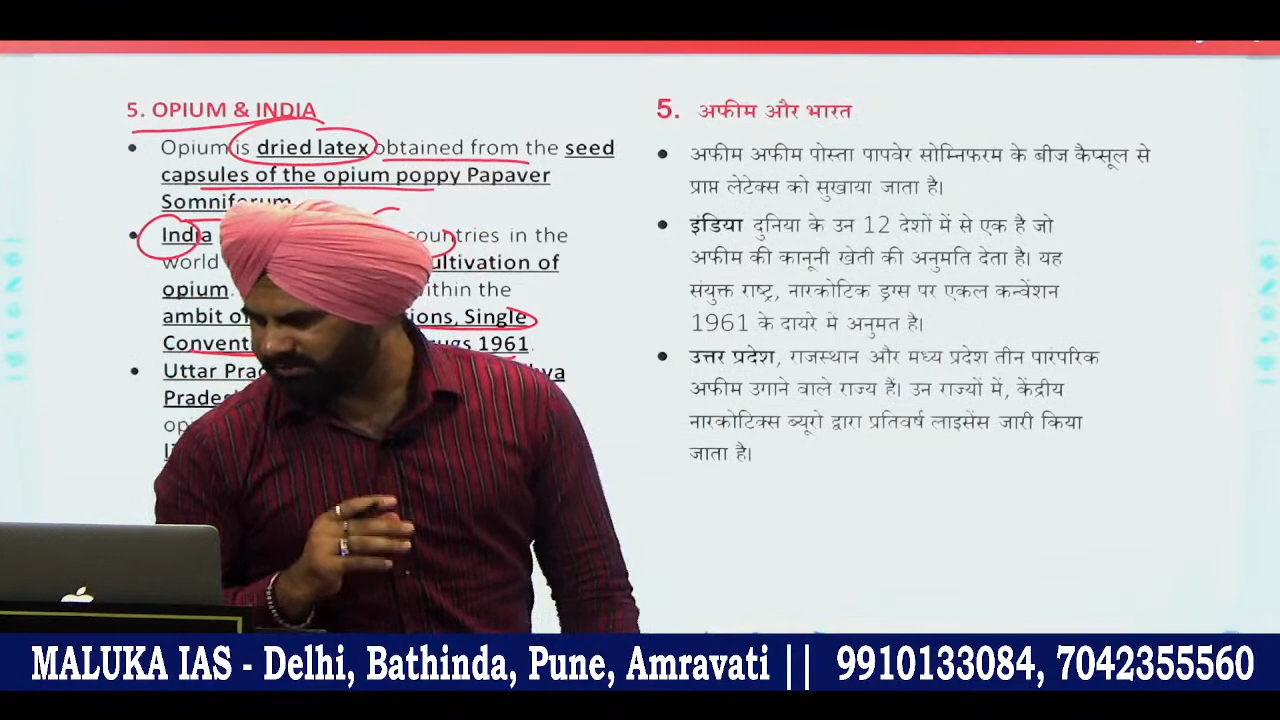 5. OPIUM & INDIA
Opium is dried latex obtained from the seed
capsules of the opium poppy Papaver
Somniferum
India countries in the
world ultivation of
opium. within the
ambit of ions, Single
Convent ugs 1961.
Uttar Prad
Pradesh
5. अफीम और भारत
अफीम अफीम पोस्ता पापवेर सोम्निफरम के बीज कैप्सूल से
प्राप्त लेटेक्स को सुखाया जाता है।
इंडिया दुनिया के उन 12 देशों में से एक है जो
अफीम की कानूनी खेती की अनुमति देता है। यह
संयुक्त राष्ट्र, नारकोटिक ड्रग्स पर एकल कन्वेंशन
1961 के दायरे में अनुमत है।
उत्तर प्रदेश, राजस्थान और मध्य प्रदेश तीन पारंपरिक
अफीम उगाने वाले राज्य हैं। उन राज्यों में, केंद्रीय
नारकोटिक्स ब्यूरो द्वारा प्रतिवर्ष लाइसेंस जारी किया
जाता है।
MALUKA IAS - Delhi, Bathinda, Pune, Amravati || 9910133084, 7042355560